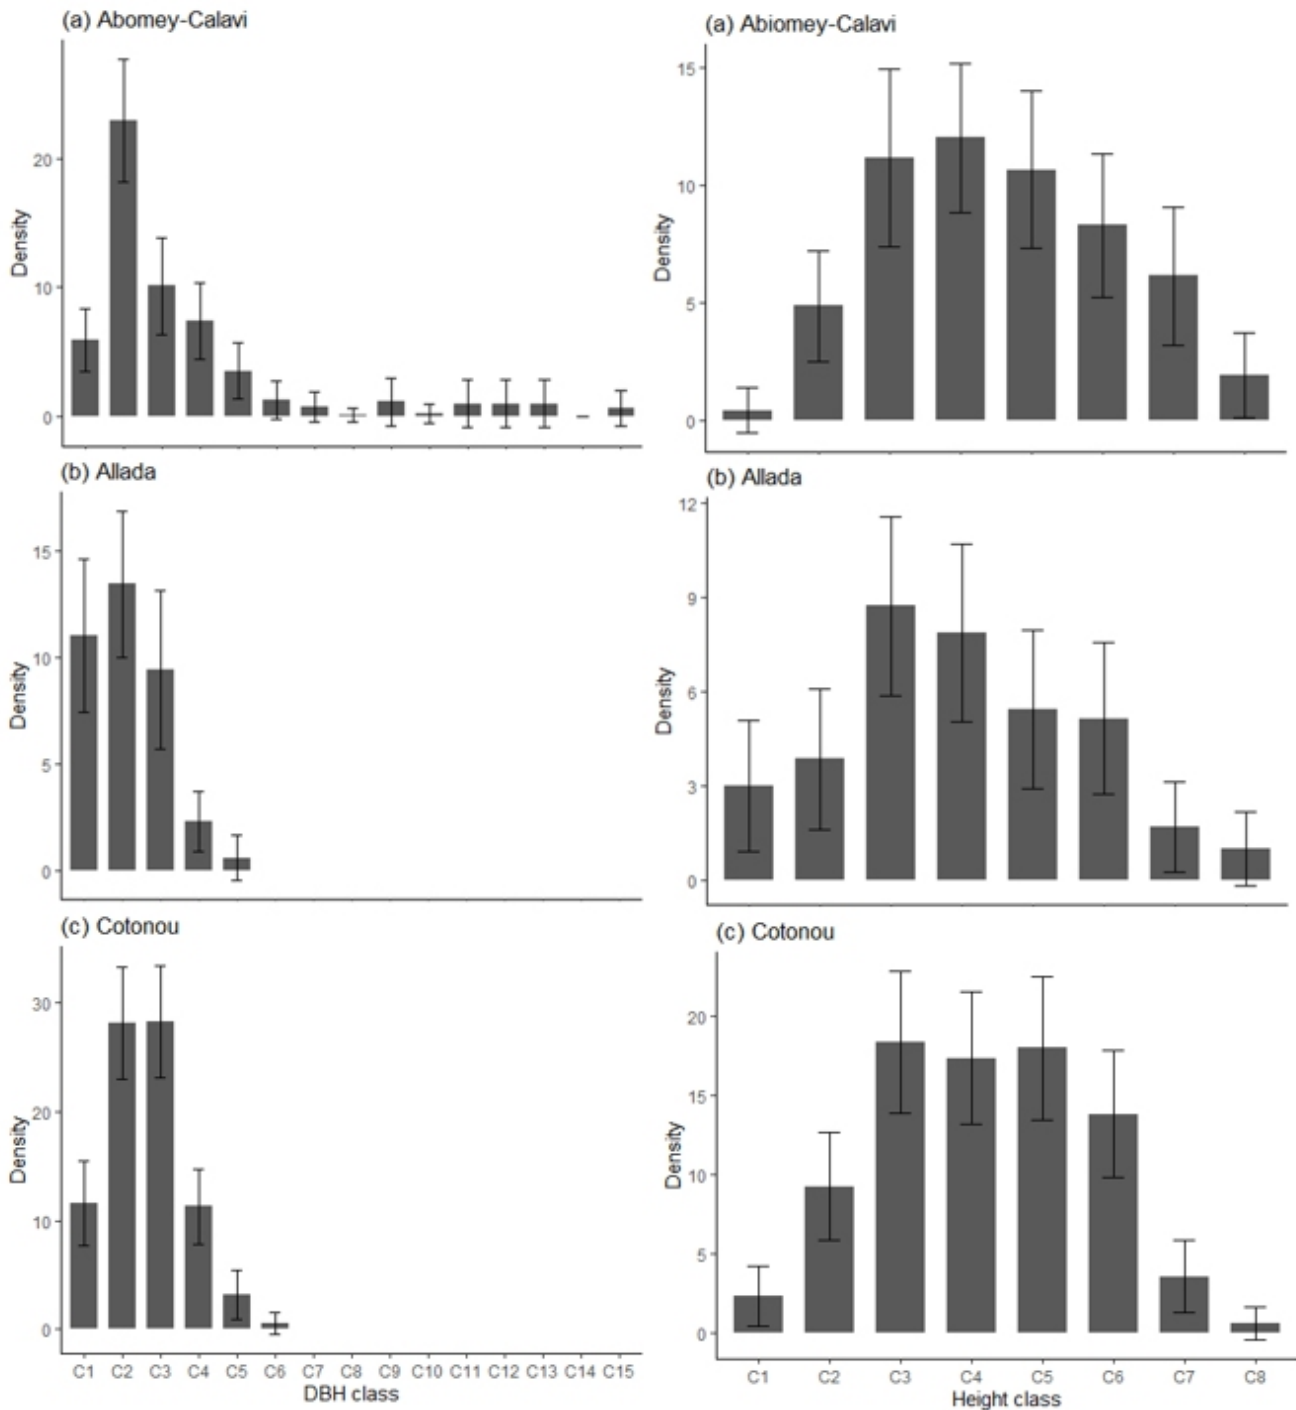 (a) Abomey-Calavi
20
10
0
Density
(b) Allada
15
10
5
0
Density
(c) Cotonou
30
20
10
0
Density
C1 C2 C3 C4 C5 C6 C7 C8 C9 C10 C11 C12 C13 C14 C15
DBH class
(a) Abiomey-Calavi
15
10
5
0
Density
(b) Allada
12
9
6
3
0
Density
(c) Cotonou
20
15
10
5
0
Density
C1 C2 C3 C4 C5 C6 C7 C8
Height class